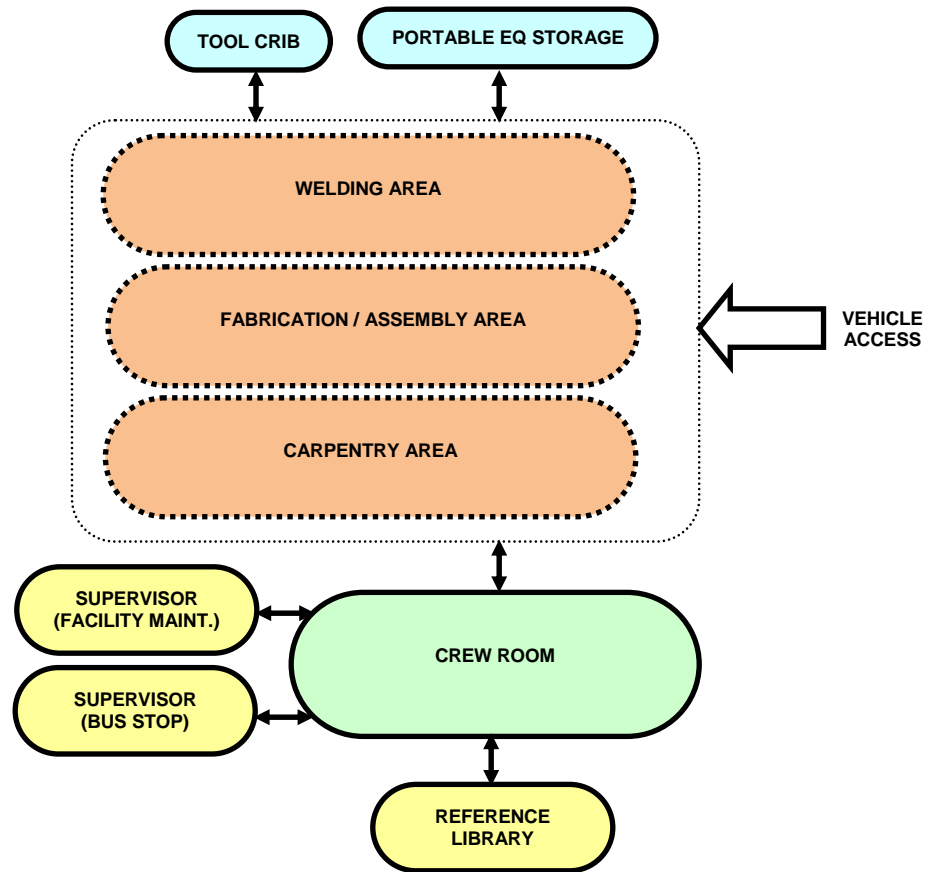 TOOL CRIB
PORTABLE EQ STORAGE
WELDING AREA
FABRICATION / ASSEMBLY AREA
VEHICLE
ACCESS
CARPENTRY AREA
SUPERVISOR
(FACILITY MAINT.)
CREW ROOM
SUPERVISOR
(BUS STOP)
REFERENCE
LIBRARY